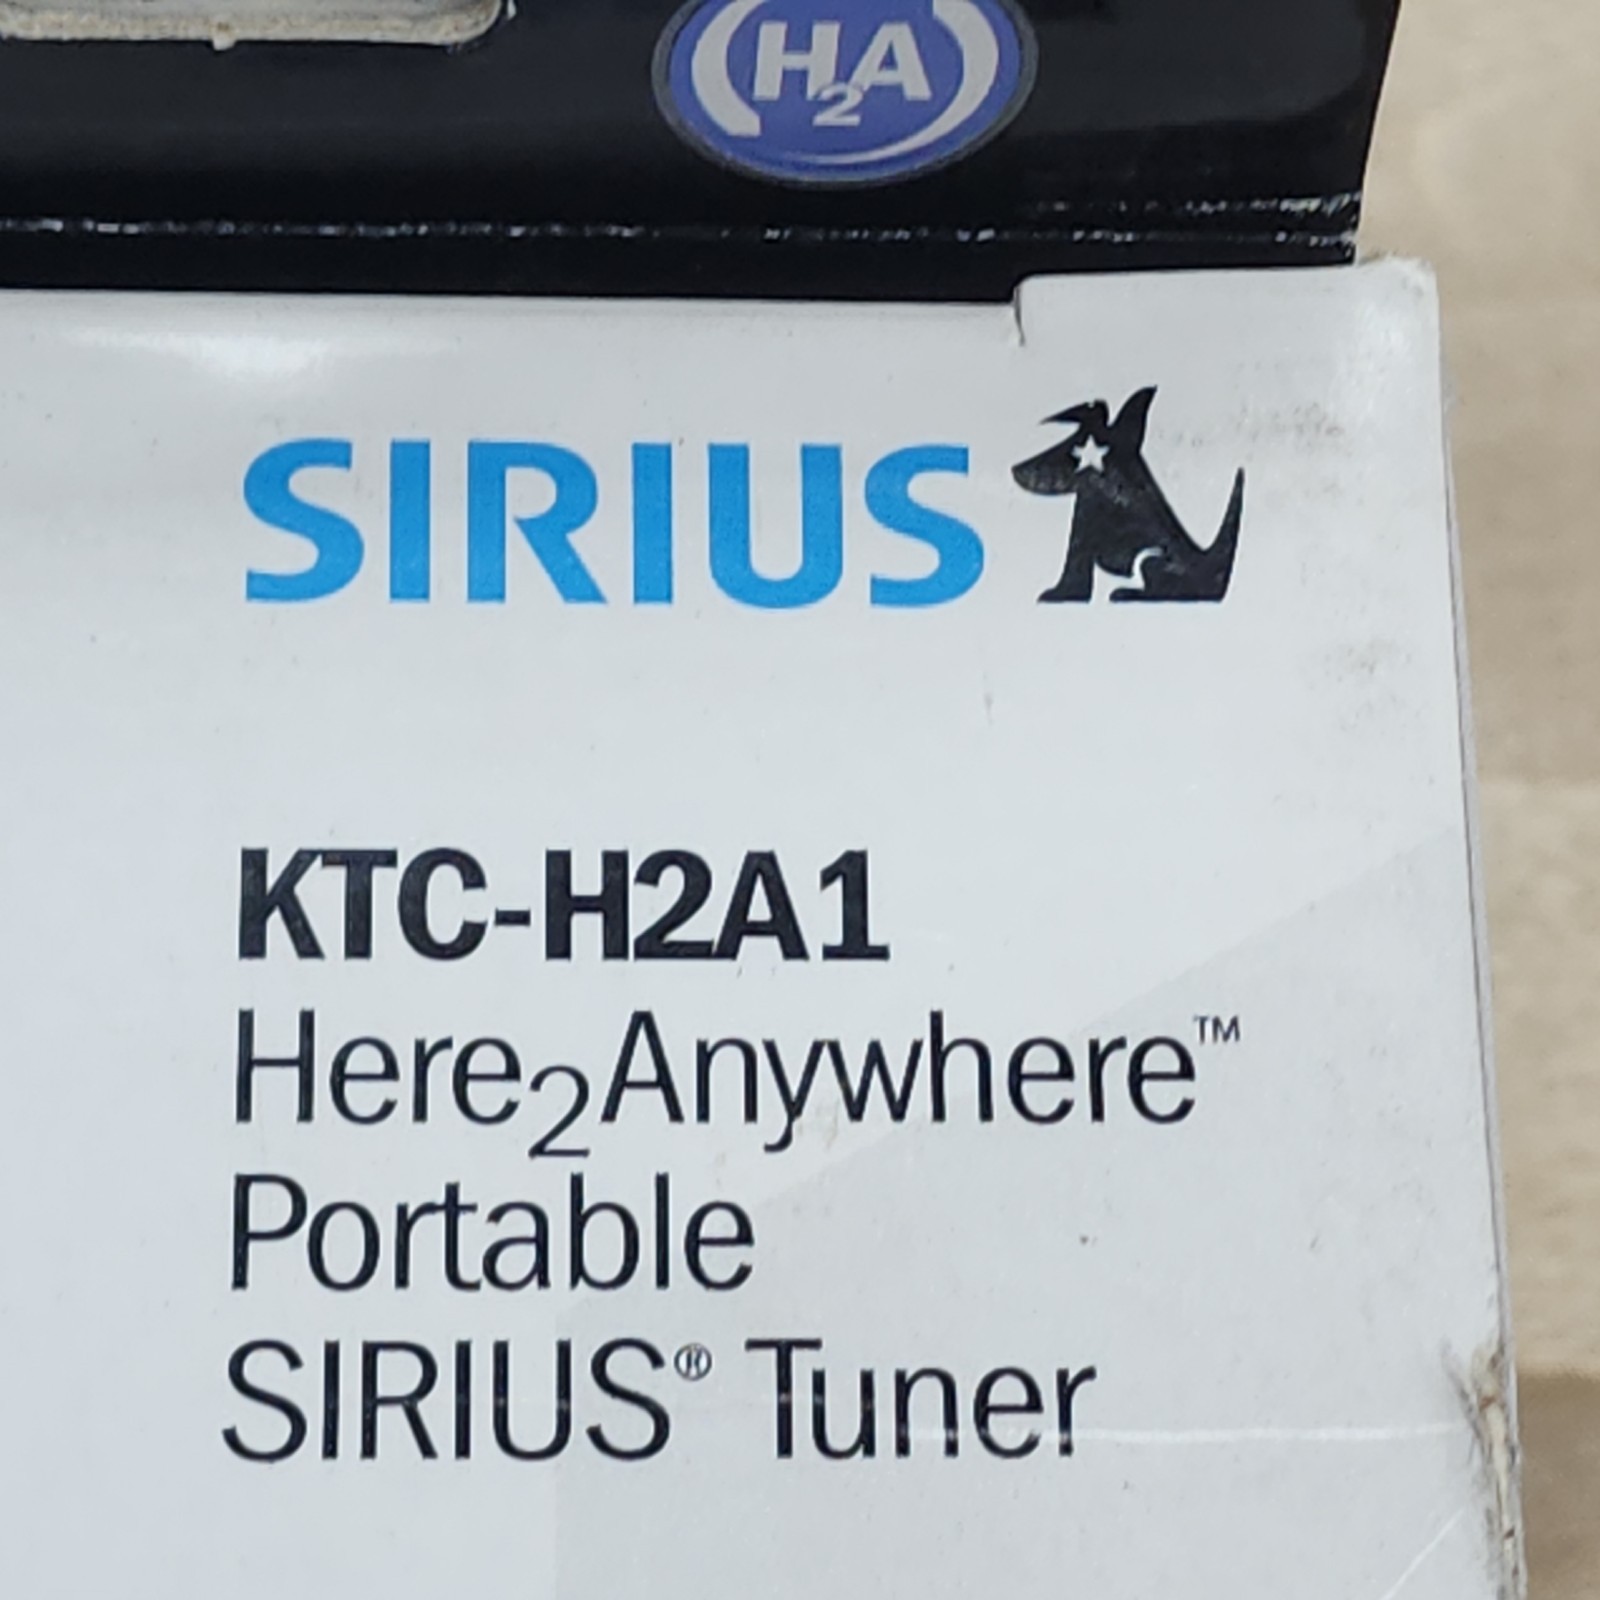 H2A
SIRIUS
KTC-H2A1
Here2Anywhere™
Portable
SIRIUS® Tuner